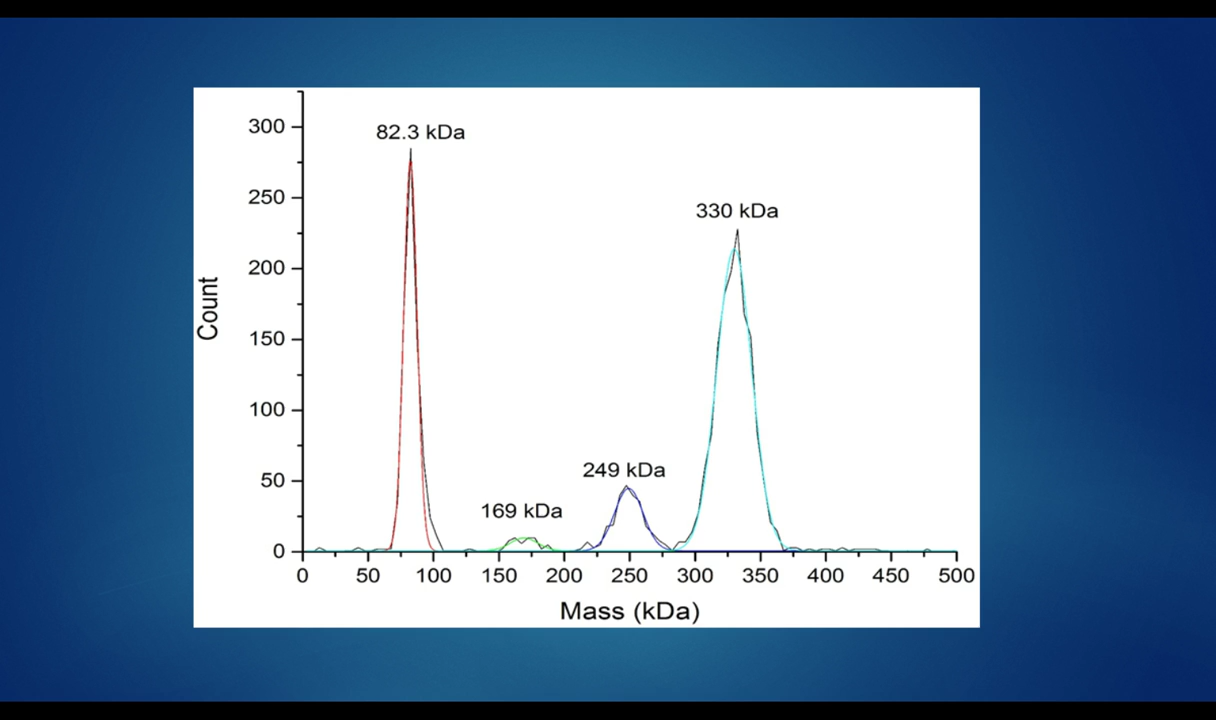 300
82.3 kDa
250
330 kDa
200
Count
150
100
50
249 kDa
169 kDa
0
0 50 100 150 200 250 300 350 400 450 500
Mass (kDa)